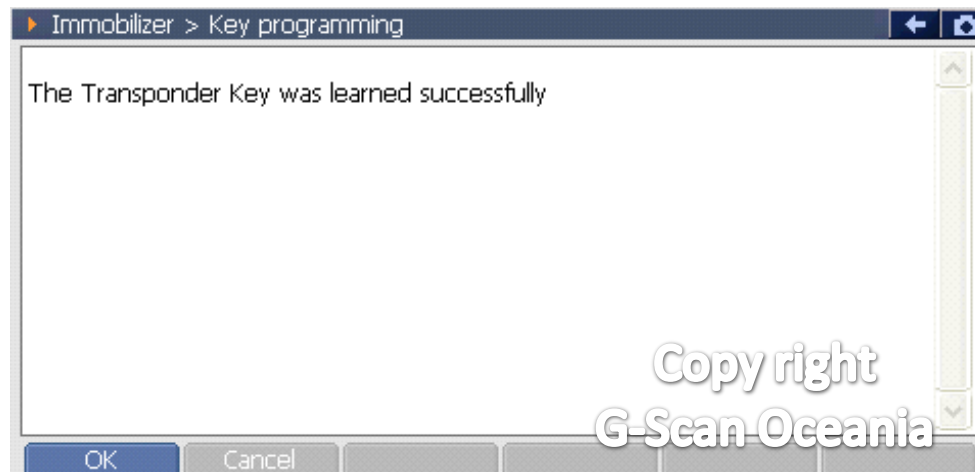 Immobilizer > Key programming
The Transponder Key was learned successfully
Copy right
G-Scan Oceania
OK Cancel